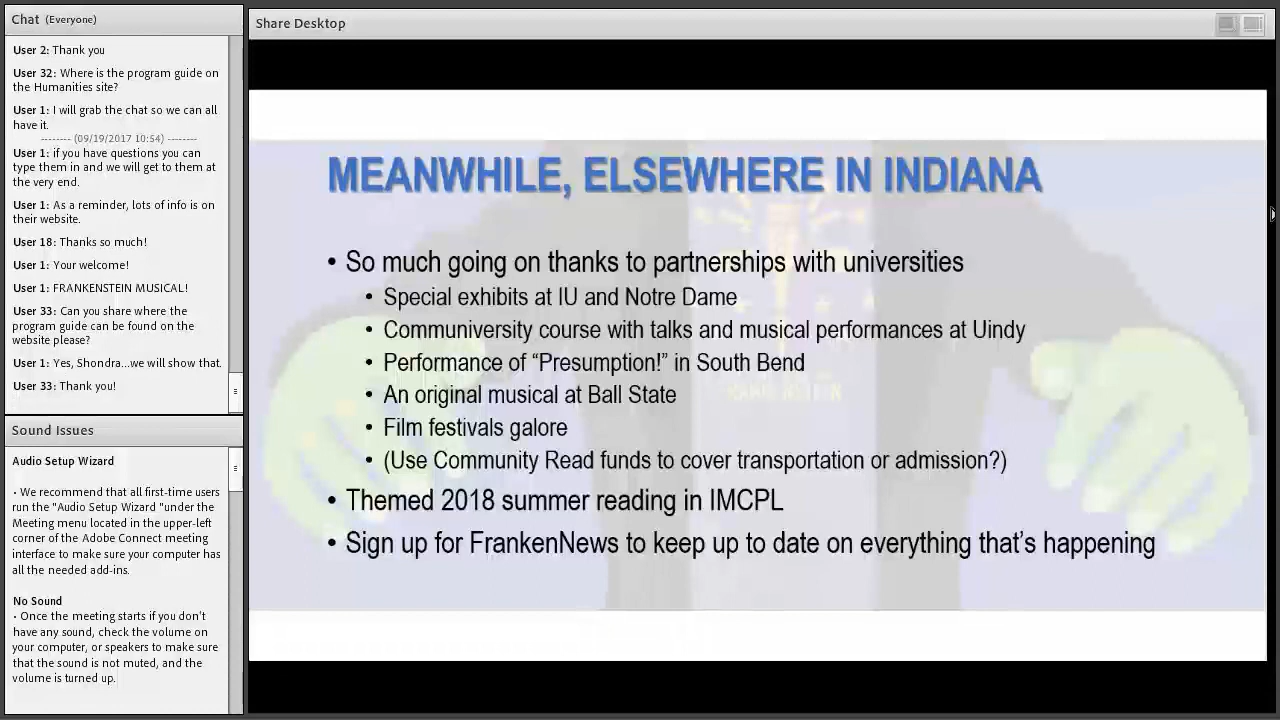 Chat (Everyone)
User 2: Thank you
User 32: Where is the program guide on
the Humanities site?
User 1: I will grab the chat so we can all
have it.
-------- (09/19/2017 10:54) --------
User 1: if you have questions you can
type them in and we will get to them at
the very end.
User 1: As a reminder, lots of info is on
their website.
User 18: Thanks so much!
User 1: Your welcome!
User 1: FRANKENSTEIN MUSICAL!
User 33: Can you share where the
program guide can be found on the
website please?
User 1: Yes, Shondra...we will show that.
User 33: Thank you!
Sound Issues
Audio Setup Wizard
• We recommend that all first-time users
run the "Audio Setup Wizard "under the
Meeting menu located in the upper-left
corner of the Adobe Connect meeting
interface to make sure your computer has
all the needed add-ins.
No Sound
• Once the meeting starts if you don't
have any sound, check the volume on
your computer, or speakers to make sure
that the sound is not muted, and the
volume is turned up.
Share Desktop
MEANWHILE, ELSEWHERE IN INDIANA
• So much going on thanks to partnerships with universities
• Special exhibits at IU and Notre Dame
• Communiversity course with talks and musical performances at Uindy
• Performance of “Presumption!” in South Bend
• An original musical at Ball State
• Film festivals galore
• (Use Community Read funds to cover transportation or admission?)
• Themed 2018 summer reading in IMCPL
• Sign up for FrankenNews to keep up to date on everything that’s happening